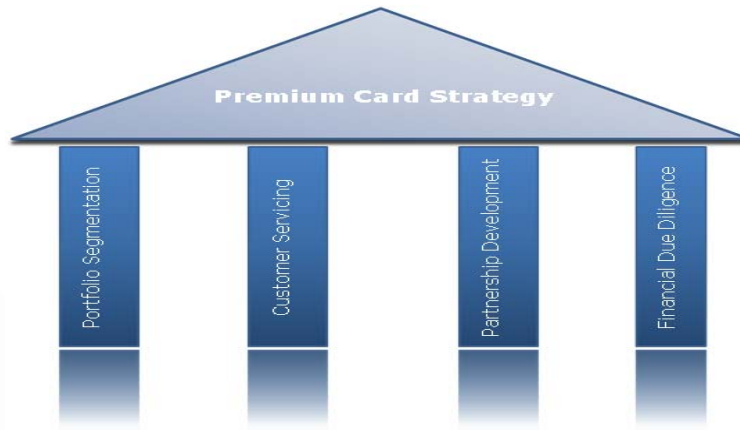 Premium Card Strategy
Portfolio Segmentation
Customer Servicing
Partnership Development
Financial Due Diligence